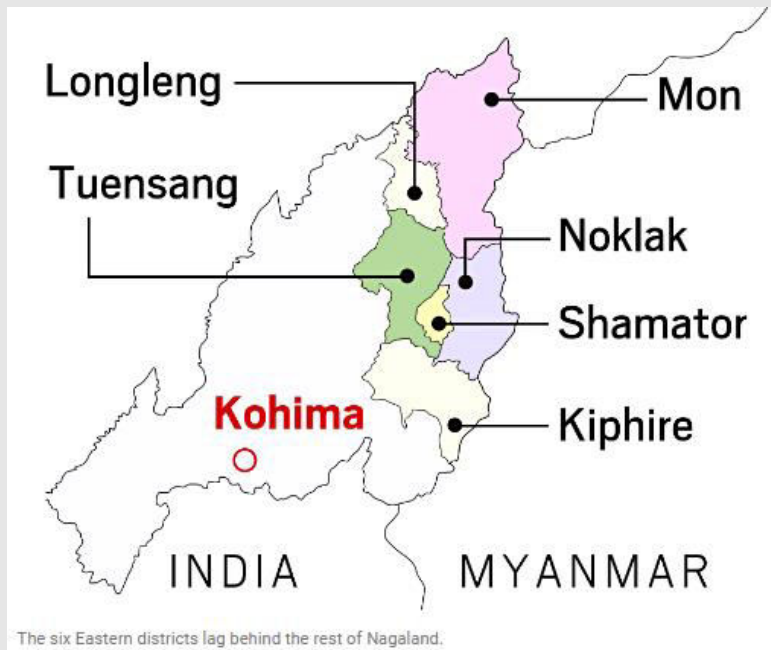 Longleng
Mon
Tuensang
Noklak
Shamator
Kohima
Kiphire
INDIA
MYANMAR
The six Eastern districts lag behind the rest of Nagaland.